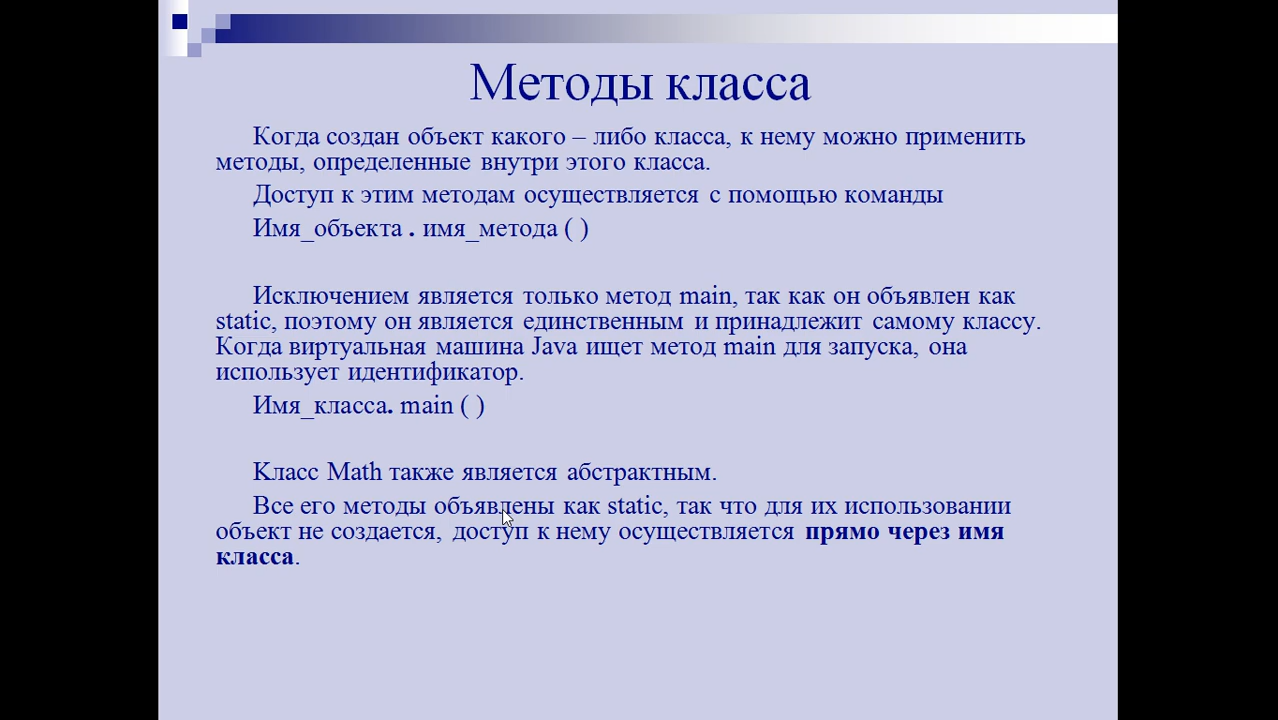 Методы класса
Когда создан объект какого – либо класса, к нему можно применить
методы, определенные внутри этого класса.
Доступ к этим методам осуществляется с помощью команды
Имя_объекта . имя_метода ( )
Исключением является только метод main, так как он объявлен как
static, поэтому он является единственным и принадлежит самому классу.
Когда виртуальная машина Java ищет метод main для запуска, она
использует идентификатор.
Имя_класса. main ( )
Класс Math также является абстрактным.
Все его методы объявлены как static, так что для их использовании
объект не создается, доступ к нему осуществляется прямо через имя
класса.